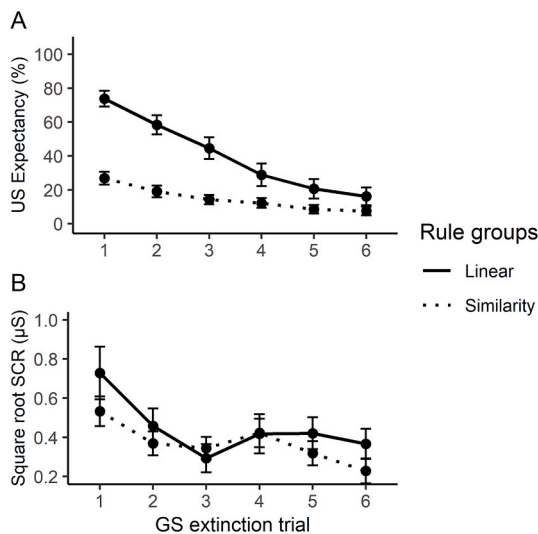 A
US Expectancy (%)
100
80
60
40
20
0
1 2 3 4 5 6
Rule groups
Linear
Similarity
B
Square root SCR (μS)
1.0
0.8
0.6
0.4
0.2
1 2 3 4 5 6
GS extinction trial